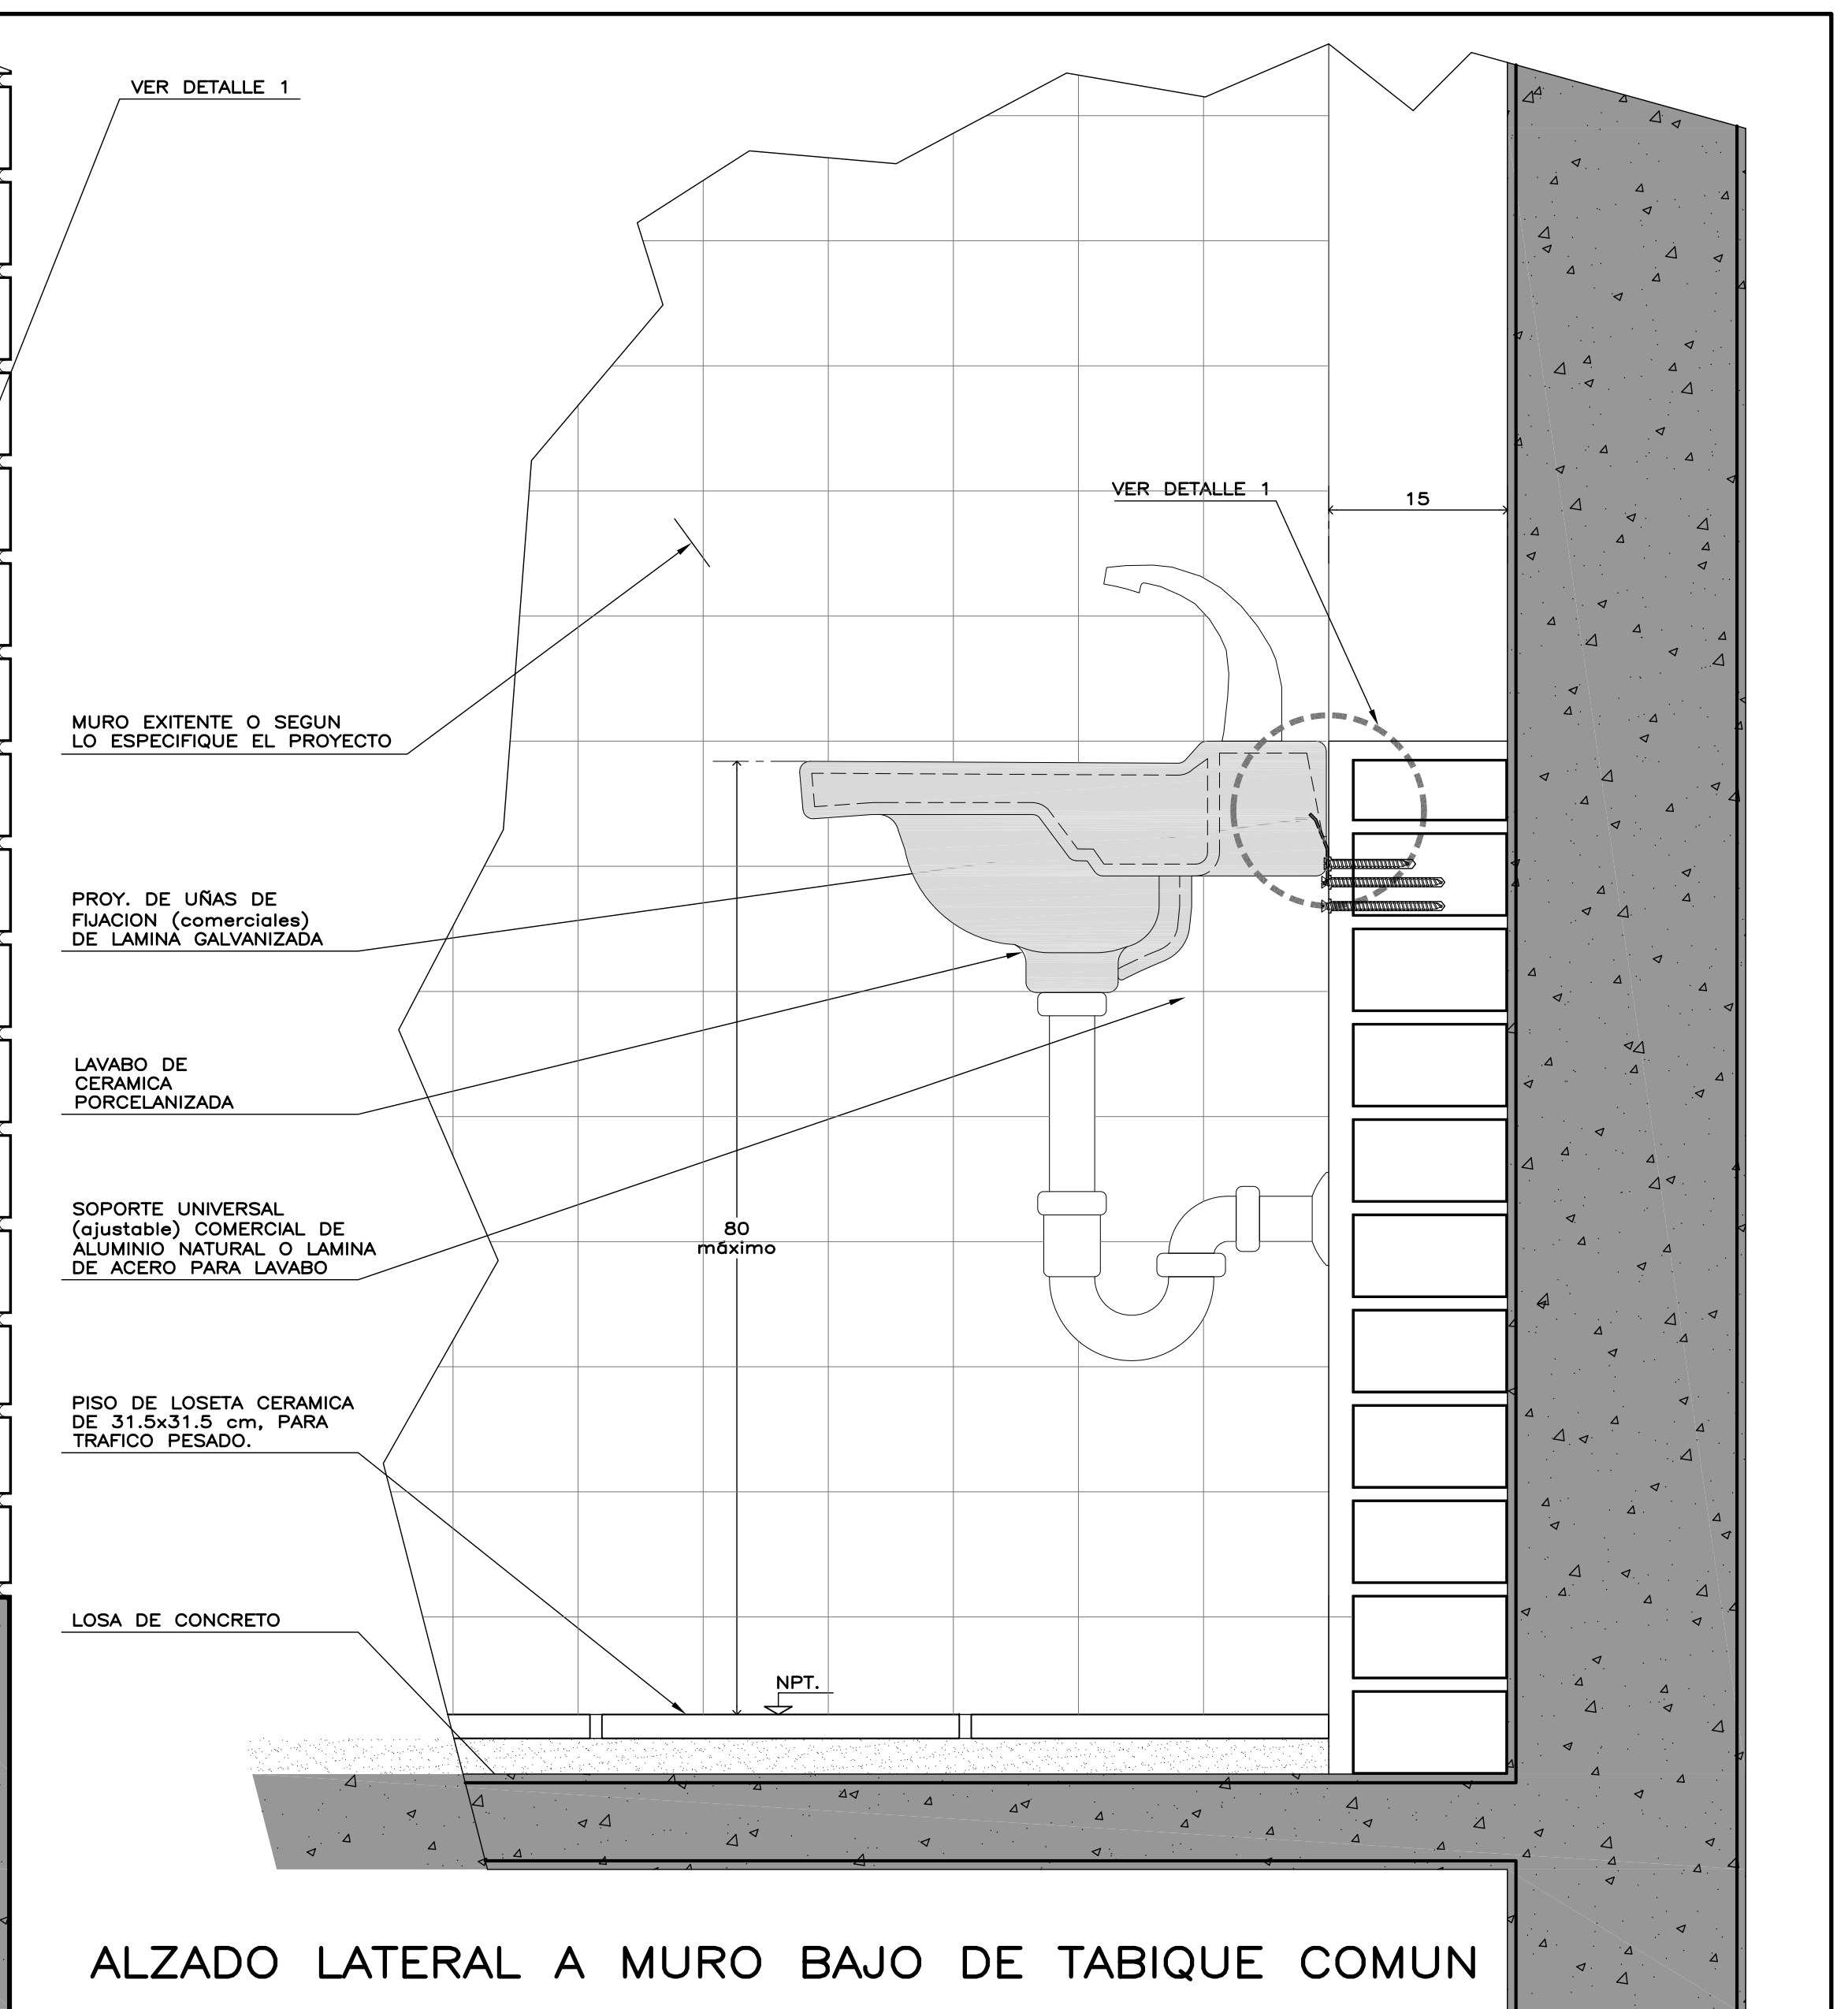 VER DETALLE 1
VER DETALLE 1
15
MURO EXITENTE O SEGUN
LO ESPECIFIQUE EL PROYECTO
PROY. DE UÑAS DE
FIJACION (comerciales)
DE LAMINA GALVANIZADA
LAVABO DE
CERAMICA
PORCELANIZADA
SOPORTE UNIVERSAL
(ajustable) COMERCIAL DE
ALUMINIO NATURAL O LAMINA
DE ACERO PARA LAVABO
80
máximo
PISO DE LOSETA CERAMICA
DE 31.5x31.5 cm, PARA
TRAFICO PESADO.
LOSA DE CONCRETO
NPT.
ALZADO LATERAL A MURO BAJO DE TABIQUE COMUN